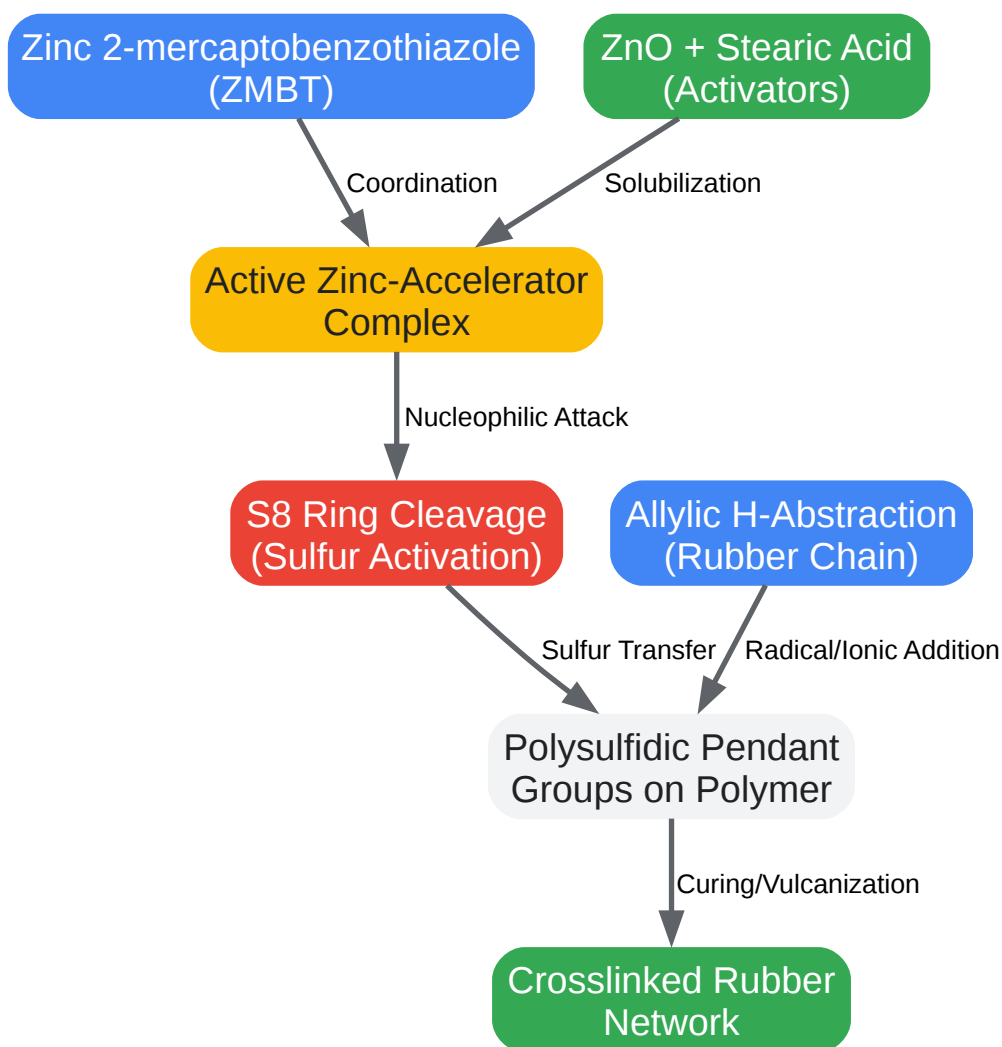 Zinc 2-mercaptobenzothiazole
(ZMBT)
ZnO + Stearic Acid
(Activators)
Coordination
Solubilization
Active Zinc-Accelerator
Complex
Nucleophilic Attack
S8 Ring Cleavage
(Sulfur Activation)
Allylic H-Abstraction
(Rubber Chain)
Sulfur Transfer
Radical/Ionic Addition
Polysulfidic Pendant
Groups on Polymer
Curing/Vulcanization
Crosslinked Rubber
Network